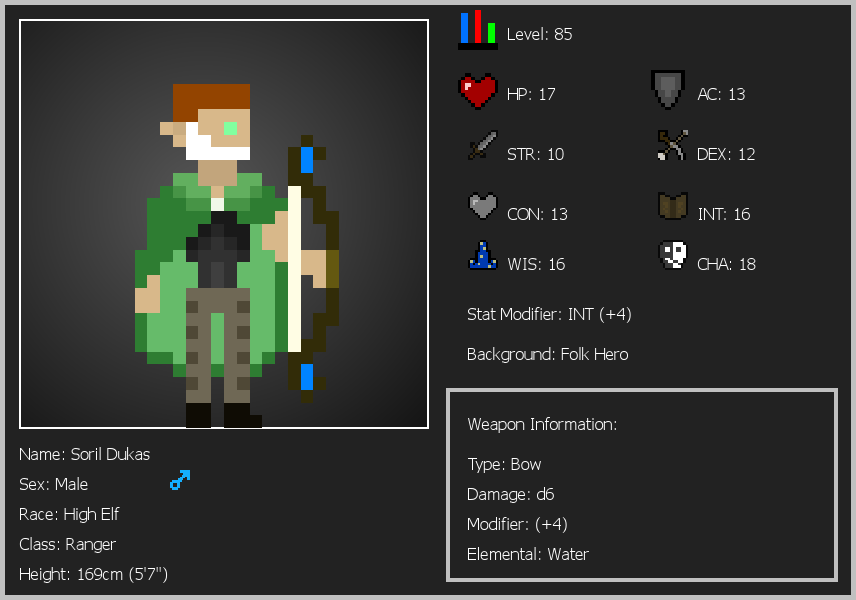 Level: 85
HP: 17
AC: 13
STR: 10
DEX: 12
CON: 13
INT: 16
WIS: 16
CHA: 18
Stat Modifier: INT (+4)
Background: Folk Hero
Weapon Information:
Type: Bow
Damage: d6
Modifier: (+4)
Elemental: Water
Name: Soril Dukas
Sex: Male
Race: High Elf
Class: Ranger
Height: 169cm (5'7")